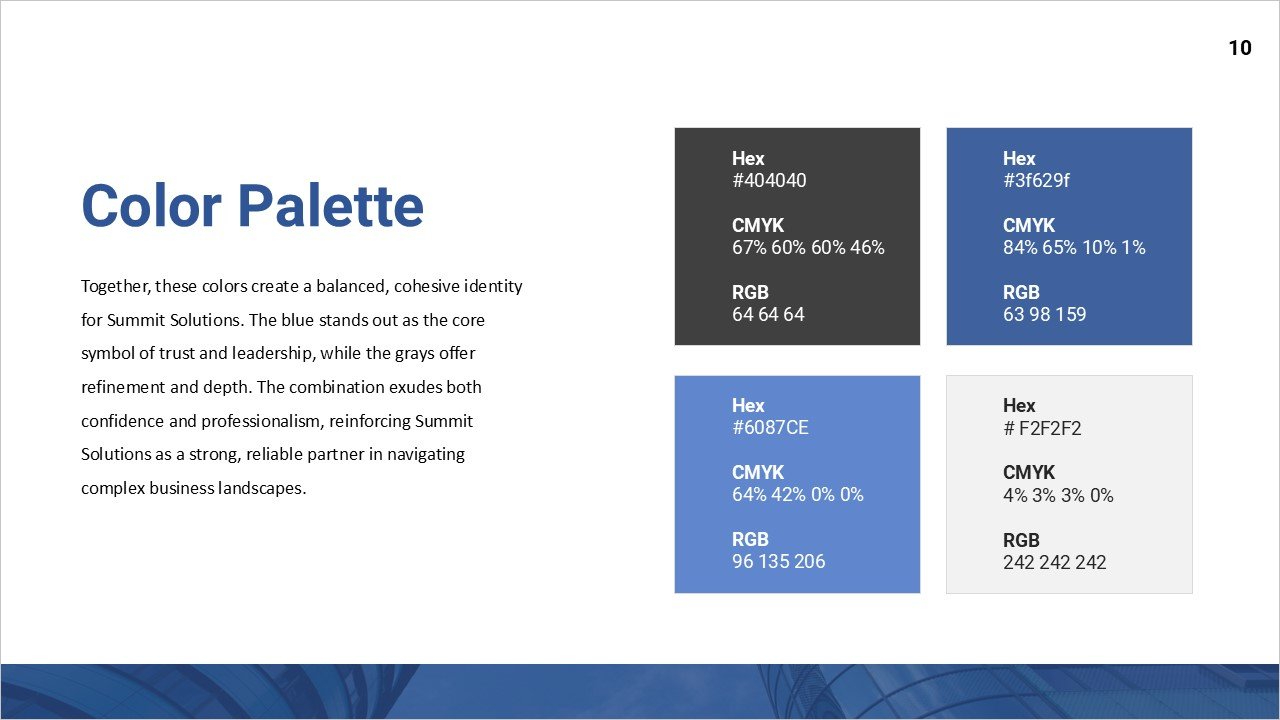 10
Color Palette
Together, these colors create a balanced, cohesive identity
for Summit Solutions. The blue stands out as the core
symbol of trust and leadership, while the grays offer
refinement and depth. The combination exudes both
confidence and professionalism, reinforcing Summit
Solutions as a strong, reliable partner in navigating
complex business landscapes.
Hex
#404040
CMYK
67% 60% 60% 46%
RGB
64 64 64
Hex
#3f629f
CMYK
84% 65% 10% 1%
RGB
63 98 159
Hex
#6087CE
CMYK
64% 42% 0% 0%
RGB
96 135 206
Hex
# F2F2F2
CMYK
4% 3% 3% 0%
RGB
242 242 242